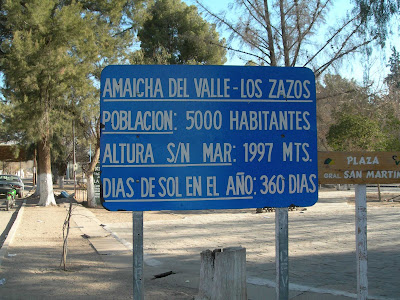 AMAICHA DEL VALLE - LOS ZAZOS
POBLACION: 5000 HABITANTES
ALTURA S/N MAR: 1997 MTS.
DIAS DE SOL EN EL AÑO: 360 DIAS
PLAZA
GRAL. SAN MARTIN